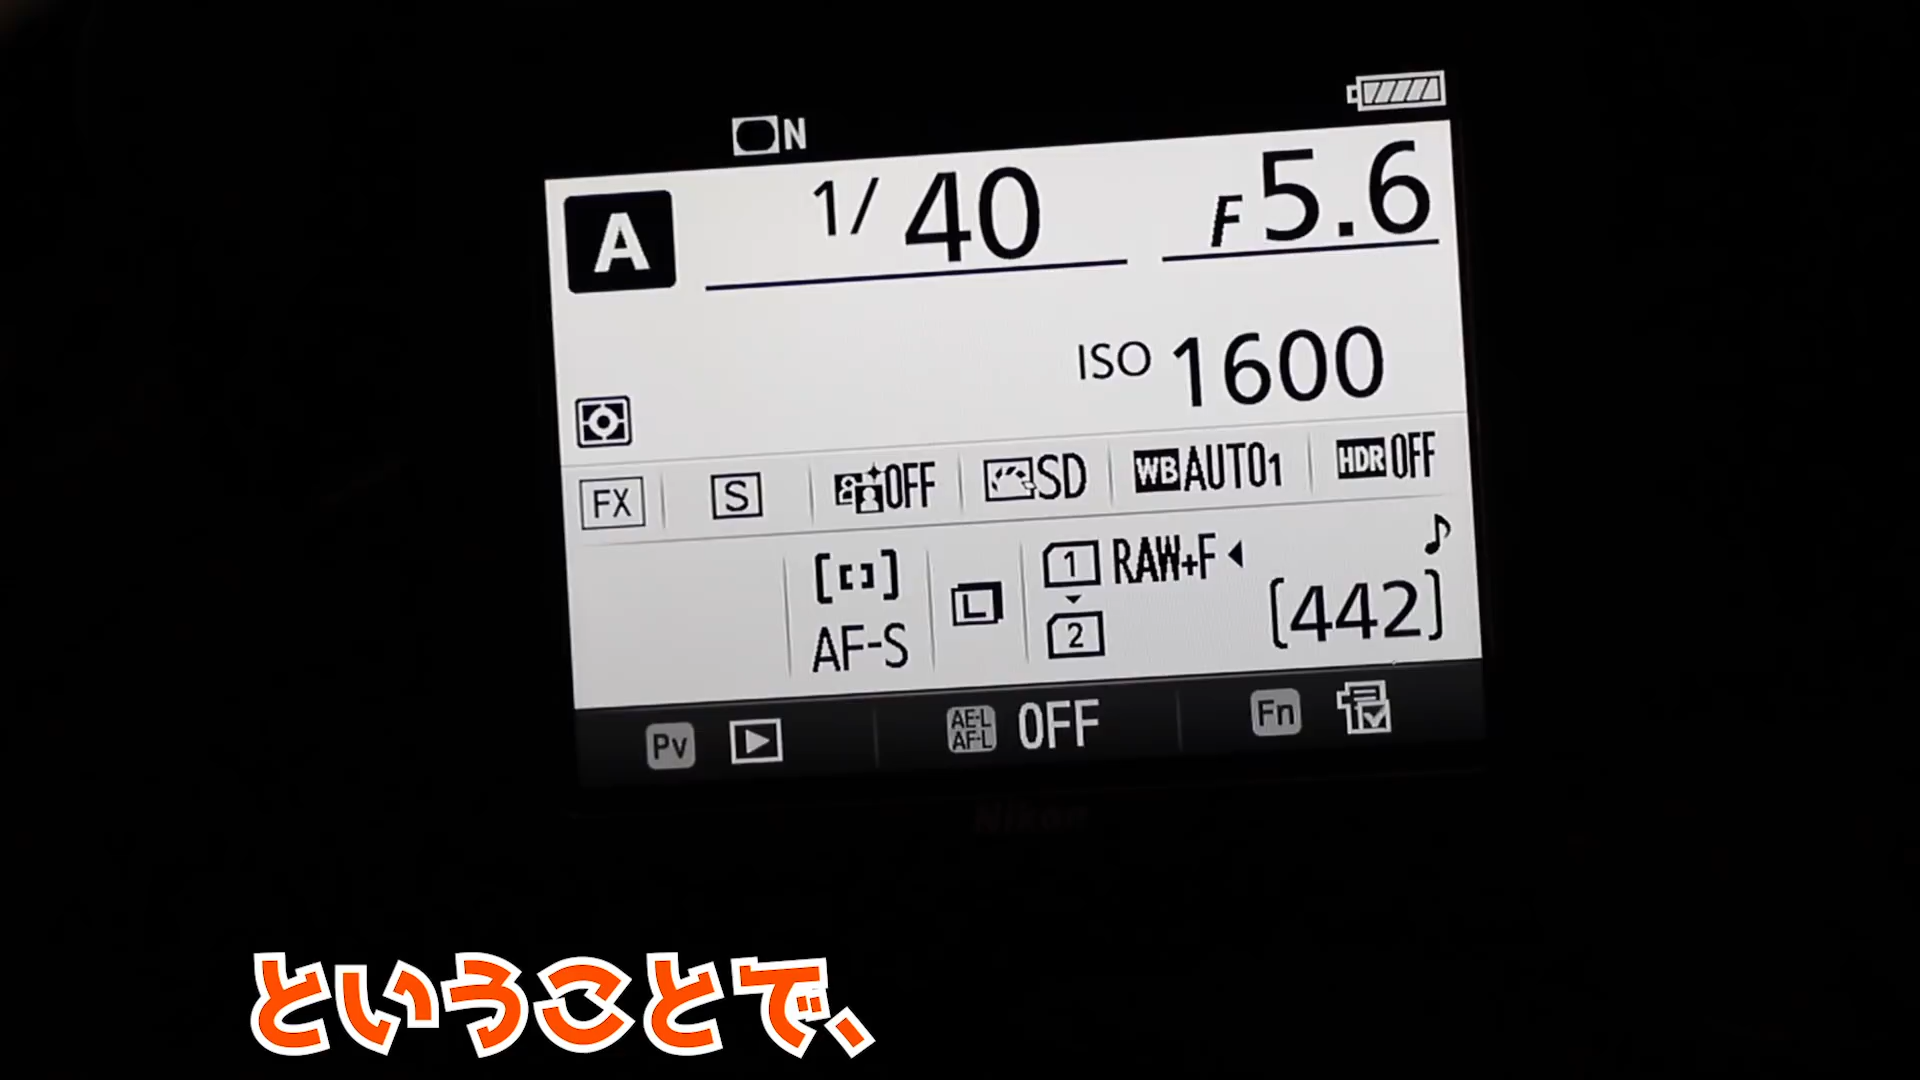 N
A 1/40 F5.6
ISO 1600
FX S OFF SD WB AUTO1 HDR OFF
[ ] AF-S L 1 RAW+F 2 [442]
Pv AE-L AF-L OFF Fn
Nikon
ということで、